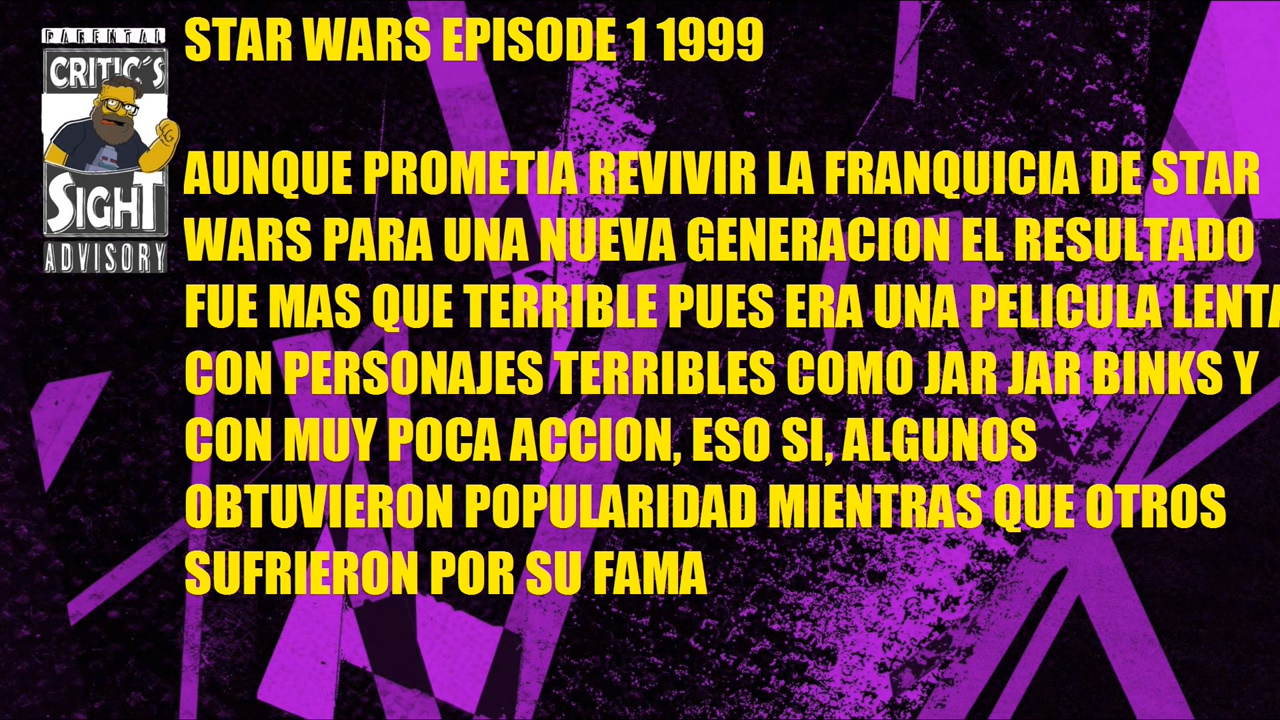 PARENTAL
CRITIC´S
SIGHT
ADVISORY
STAR WARS EPISODE 1 1999
AUNQUE PROMETIA REVIVIR LA FRANQUICIA DE STAR
WARS PARA UNA NUEVA GENERACION EL RESULTADO
FUE MAS QUE TERRIBLE PUES ERA UNA PELICULA LENTA
CON PERSONAJES TERRIBLES COMO JAR JAR BINKS Y
CON MUY POCA ACCION, ESO SI, ALGUNOS
OBTUVIERON POPULARIDAD MIENTRAS QUE OTROS
SUFRIERON POR SU FAMA